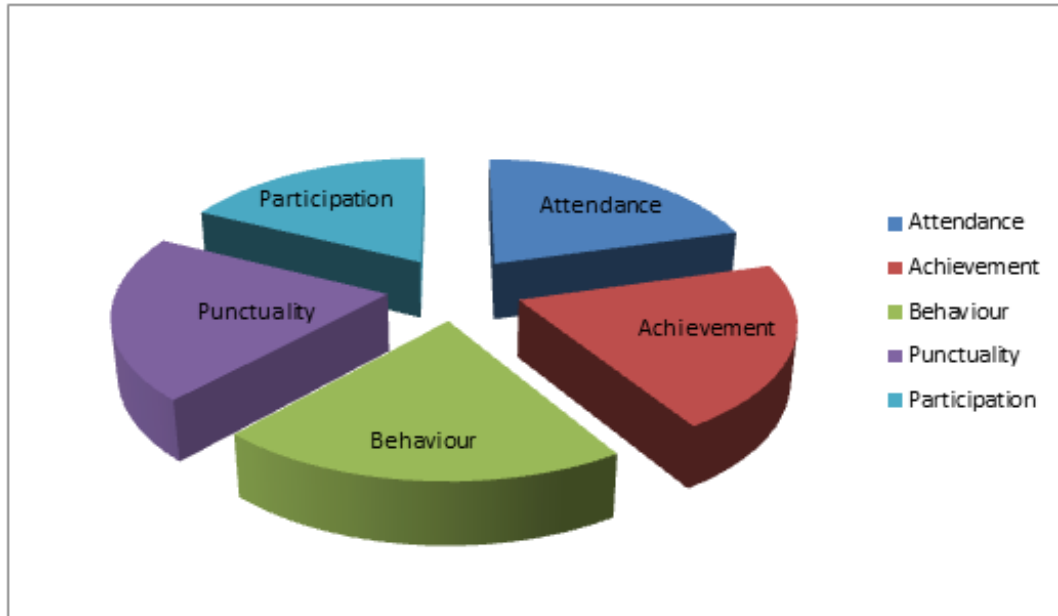 Participation
Attendance
Punctuality
Achievement
Behaviour
Attendance
Achievement
Behaviour
Punctuality
Participation